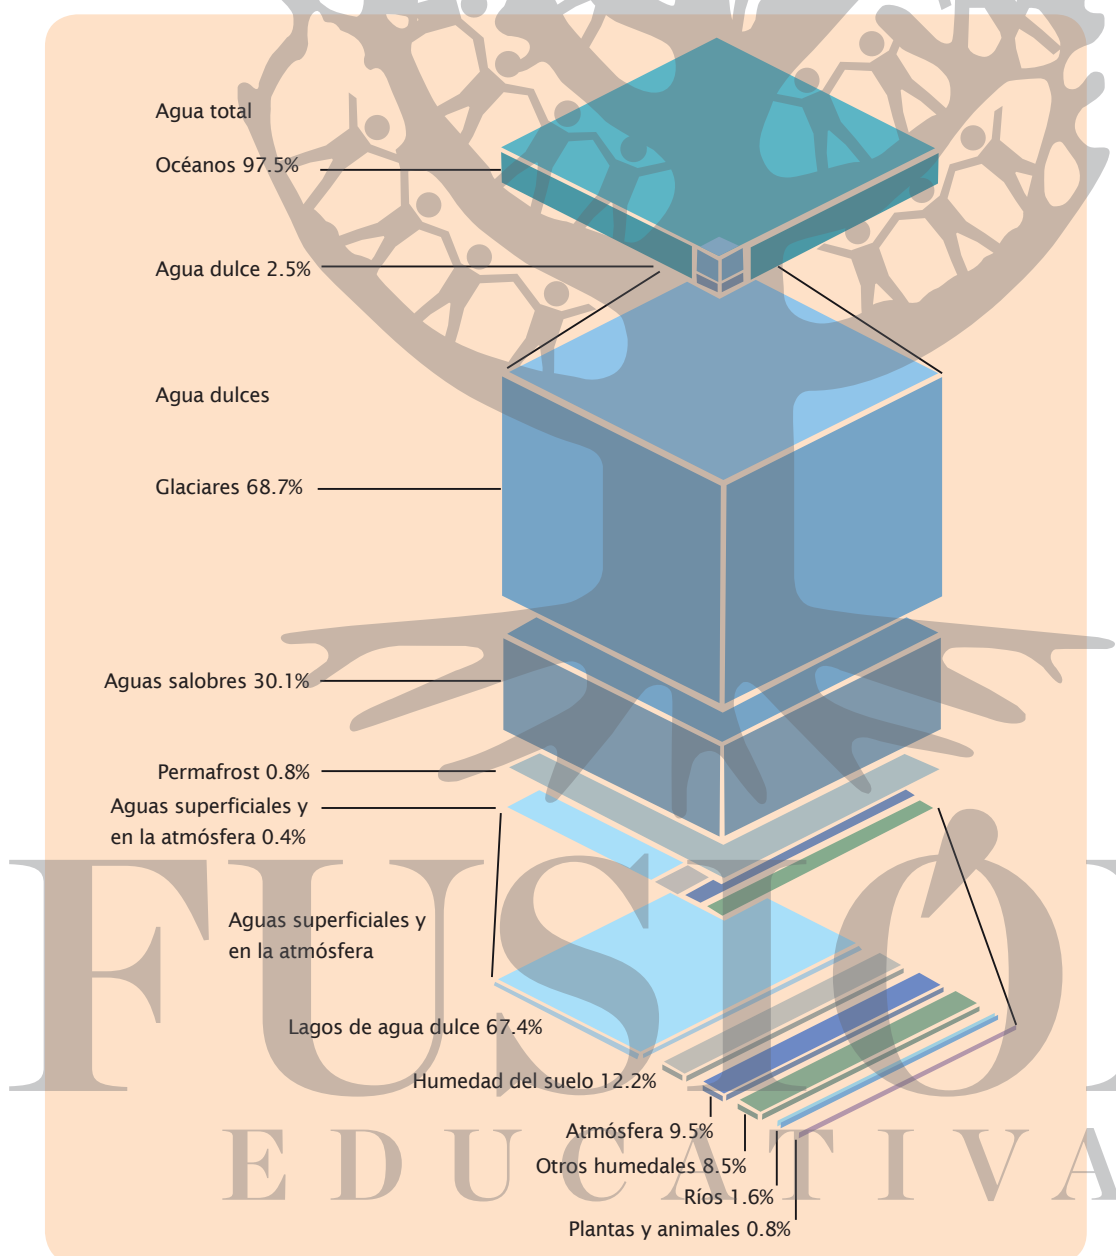 Agua total
Océanos 97.5%
Agua dulce 2.5%
Agua dulces
Glaciares 68.7%
Aguas salobres 30.1%
Permafrost 0.8%
Aguas superficiales y
en la atmósfera 0.4%
Aguas superficiales y
en la atmósfera
Lagos de agua dulce 67.4%
Humedad del suelo 12.2%
Atmósfera 9.5%
Otros humedales 8.5%
Ríos 1.6%
Plantas y animales 0.8%
FUSIÓ
EDUCATIVA